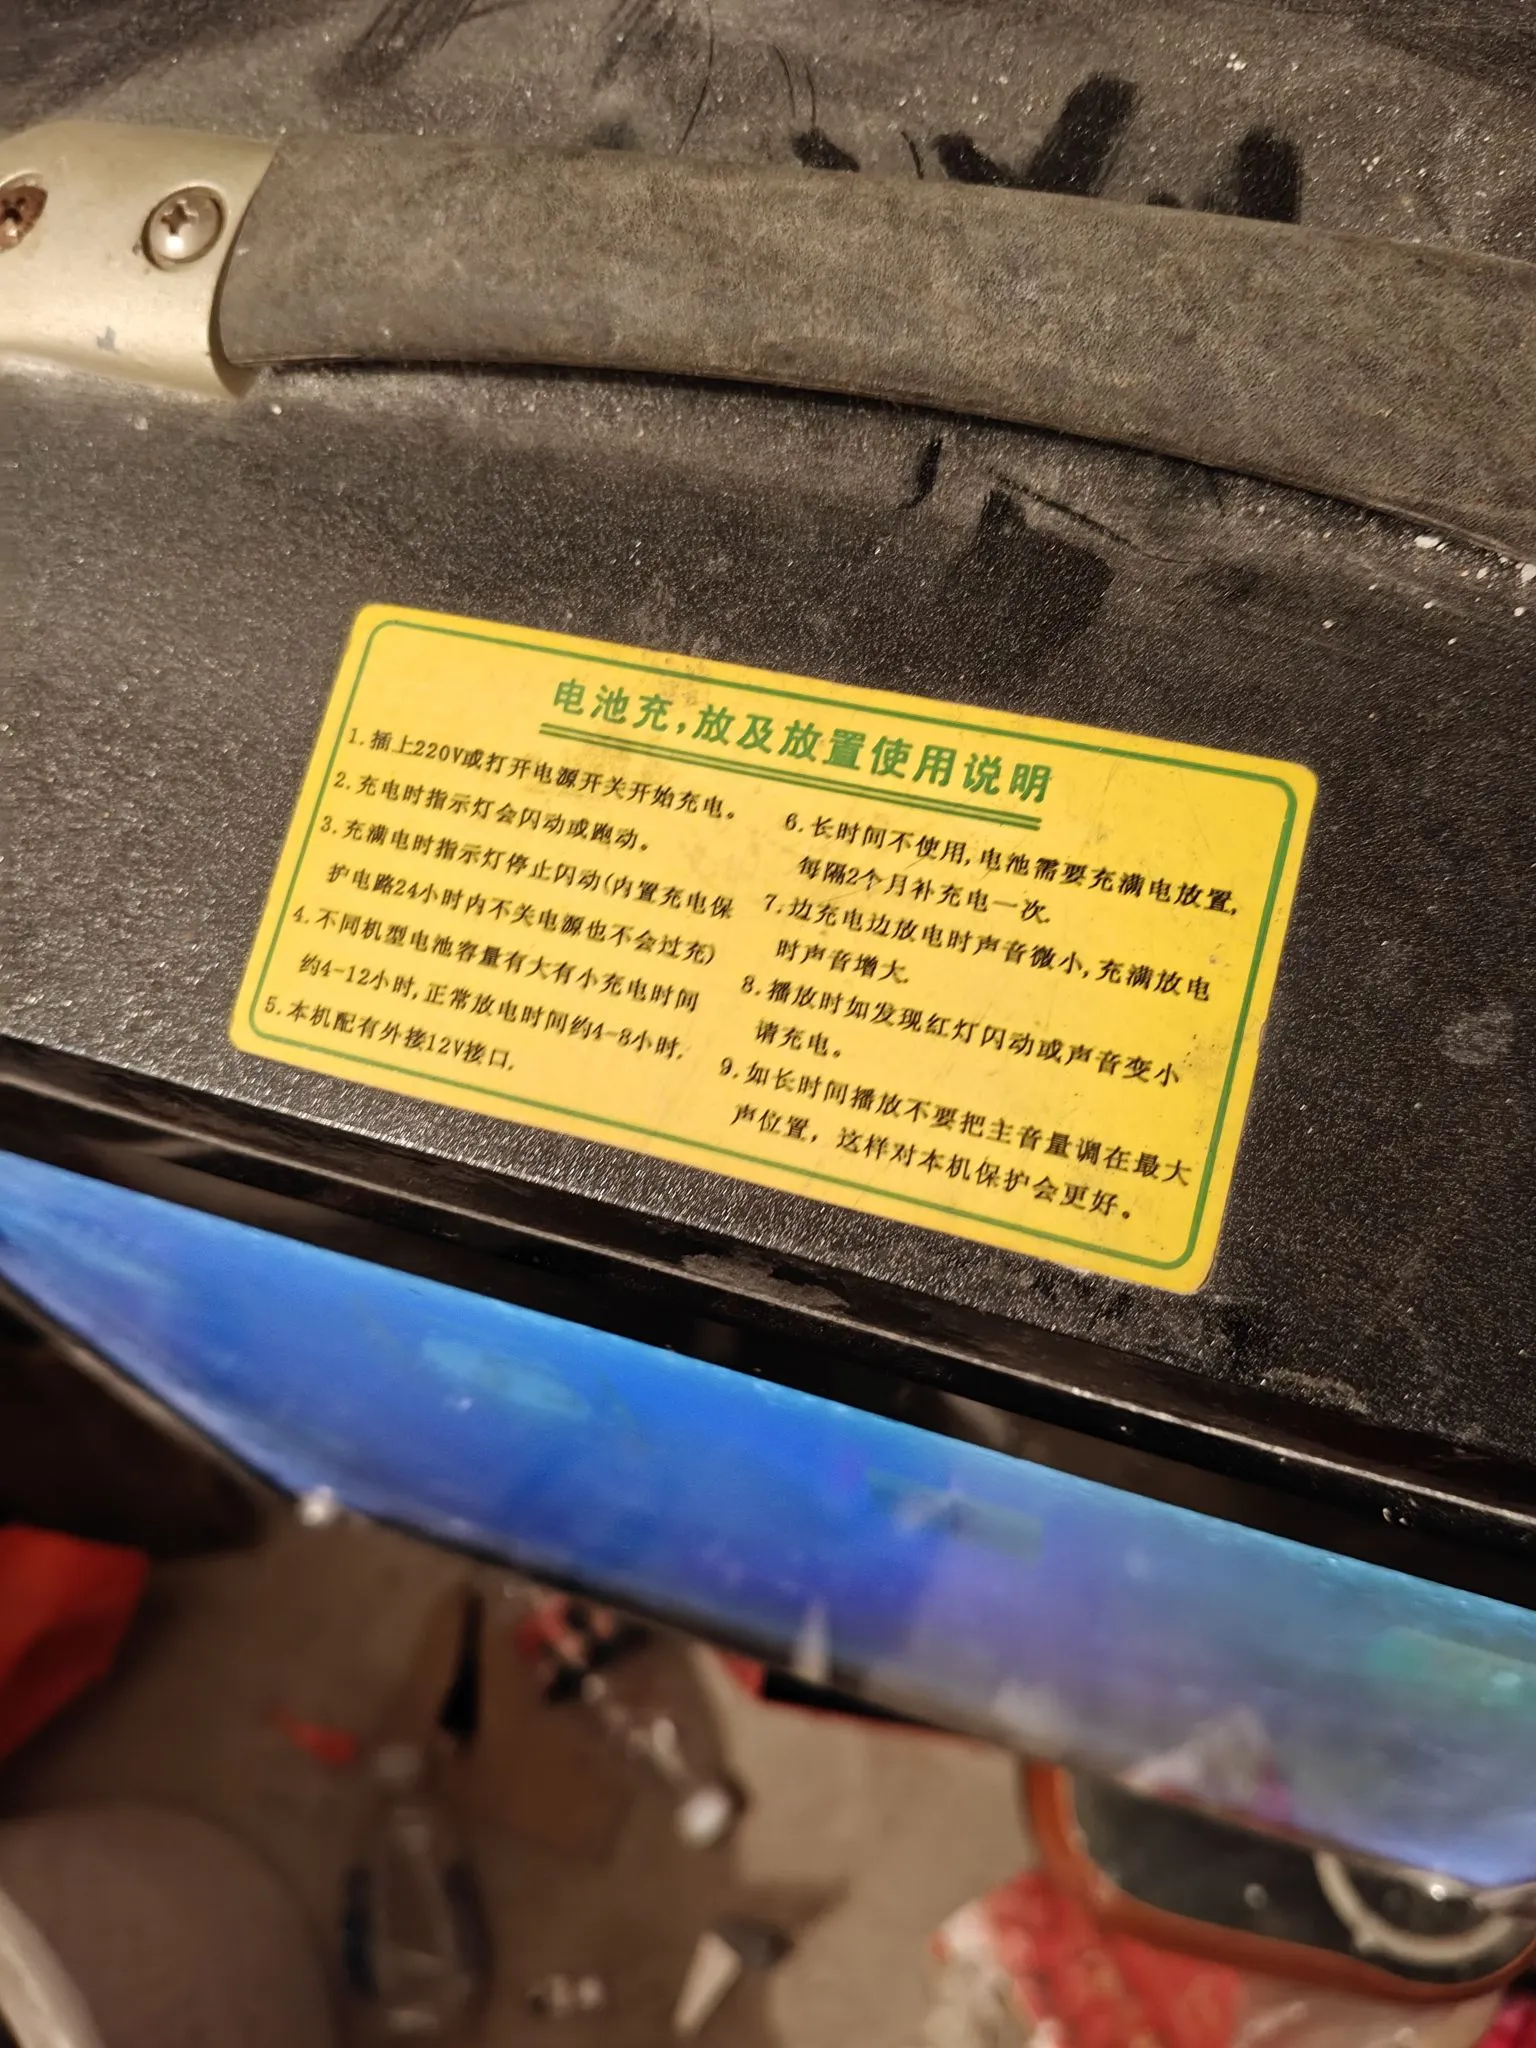 电池充,放及放置使用说明
1.插上220V或打开电源开关开始充电。
2.充电时指示灯会闪动或跑动。
3.充满电时指示灯停止闪动(内置充电保
护电路24小时内不关电源也不会过充)
4.不同机型电池容量有大有小充电时间
约4-12小时,正常放电时间约4-8小时.
5.本机配有外接12V接口.
6.长时间不使用,电池需要充满电放置,
每隔2个月补充电一次.
7.边充电边放电时声音微小,充满放电
时声音增大.
8.播放时如发现红灯闪动或声音变小
请充电。
9.如长时间播放不要把主音量调在最大
声位置，这样对本机保护会更好。